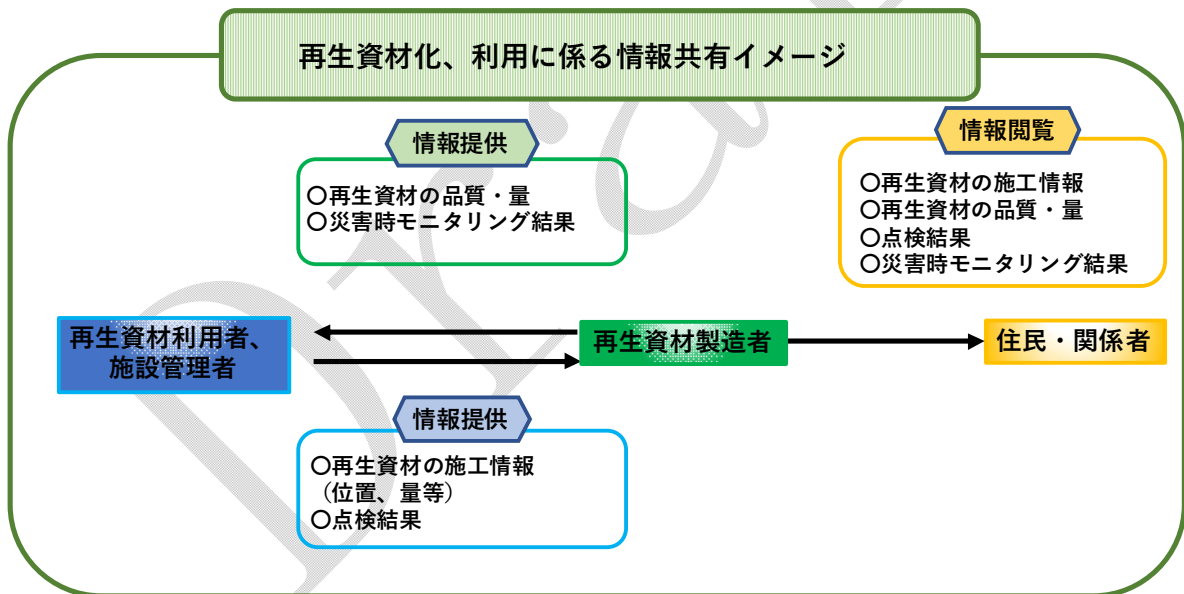 再生資材化、利用に係る情報共有イメージ
情報提供
〇再生資材の品質・量
〇災害時モニタリング結果
情報閲覧
〇再生資材の施工情報
〇再生資材の品質・量
〇点検結果
〇災害時モニタリング結果
再生資材利用者、
施設管理者
再生資材製造者
住民・関係者
情報提供
〇再生資材の施工情報
（位置、量等）
〇点検結果